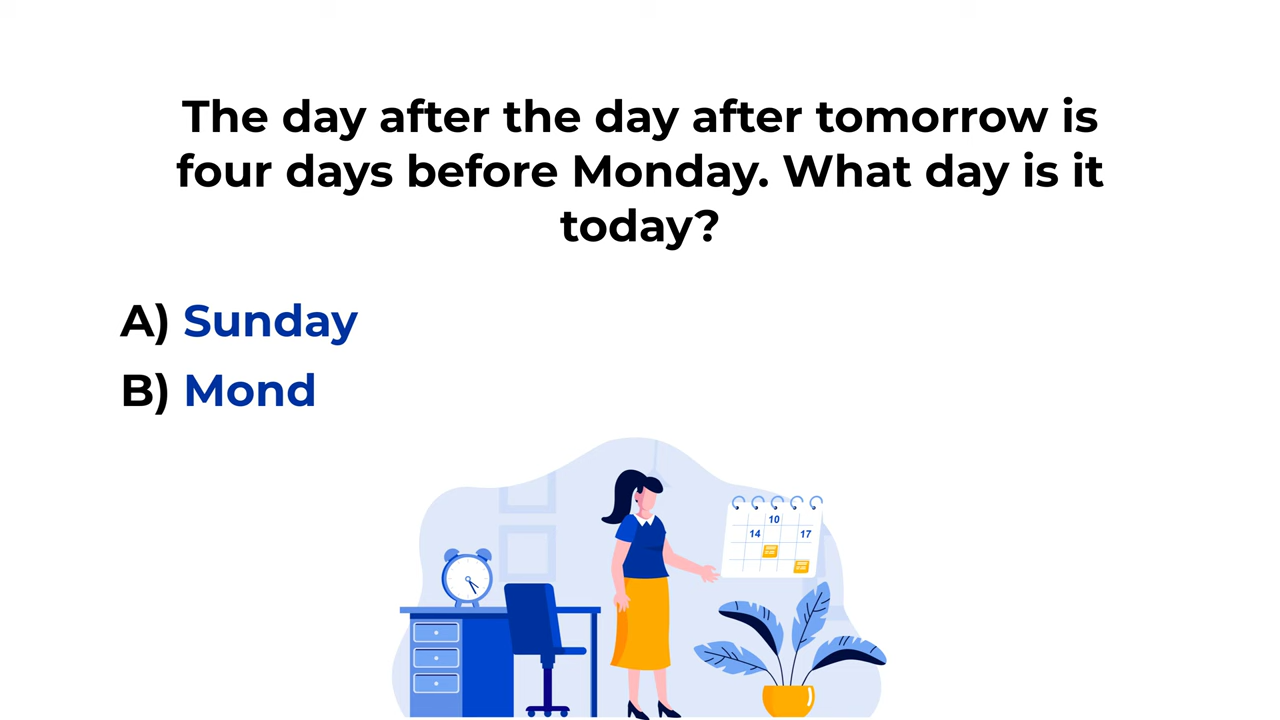 The day after the day after tomorrow is
four days before Monday. What day is it
today?
A) Sunday
B) Mond
10
14 17